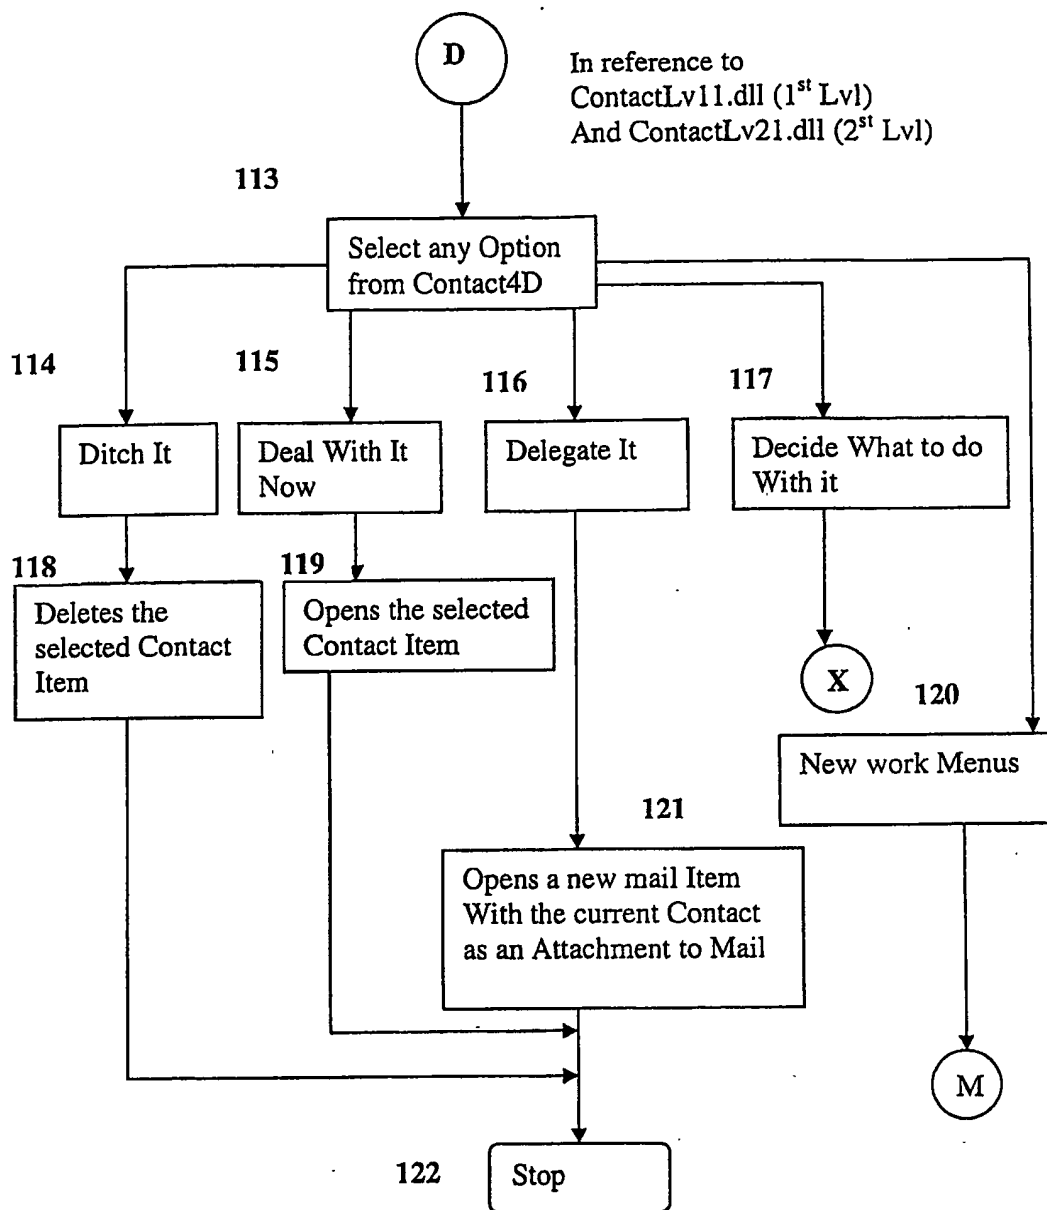 D
In reference to
ContactLv11.dll (1st Lvl)
And ContactLv21.dll (2st Lvl)
113
Select any Option
from Contact4D
114
115
116
117
Ditch It
Deal With It
Now
Delegate It
Decide What to do
With it
118
119
Deletes the
selected Contact
Item
Opens the selected
Contact Item
X
120
New work Menus
121
Opens a new mail Item
With the current Contact
as an Attachment to Mail
M
122
Stop